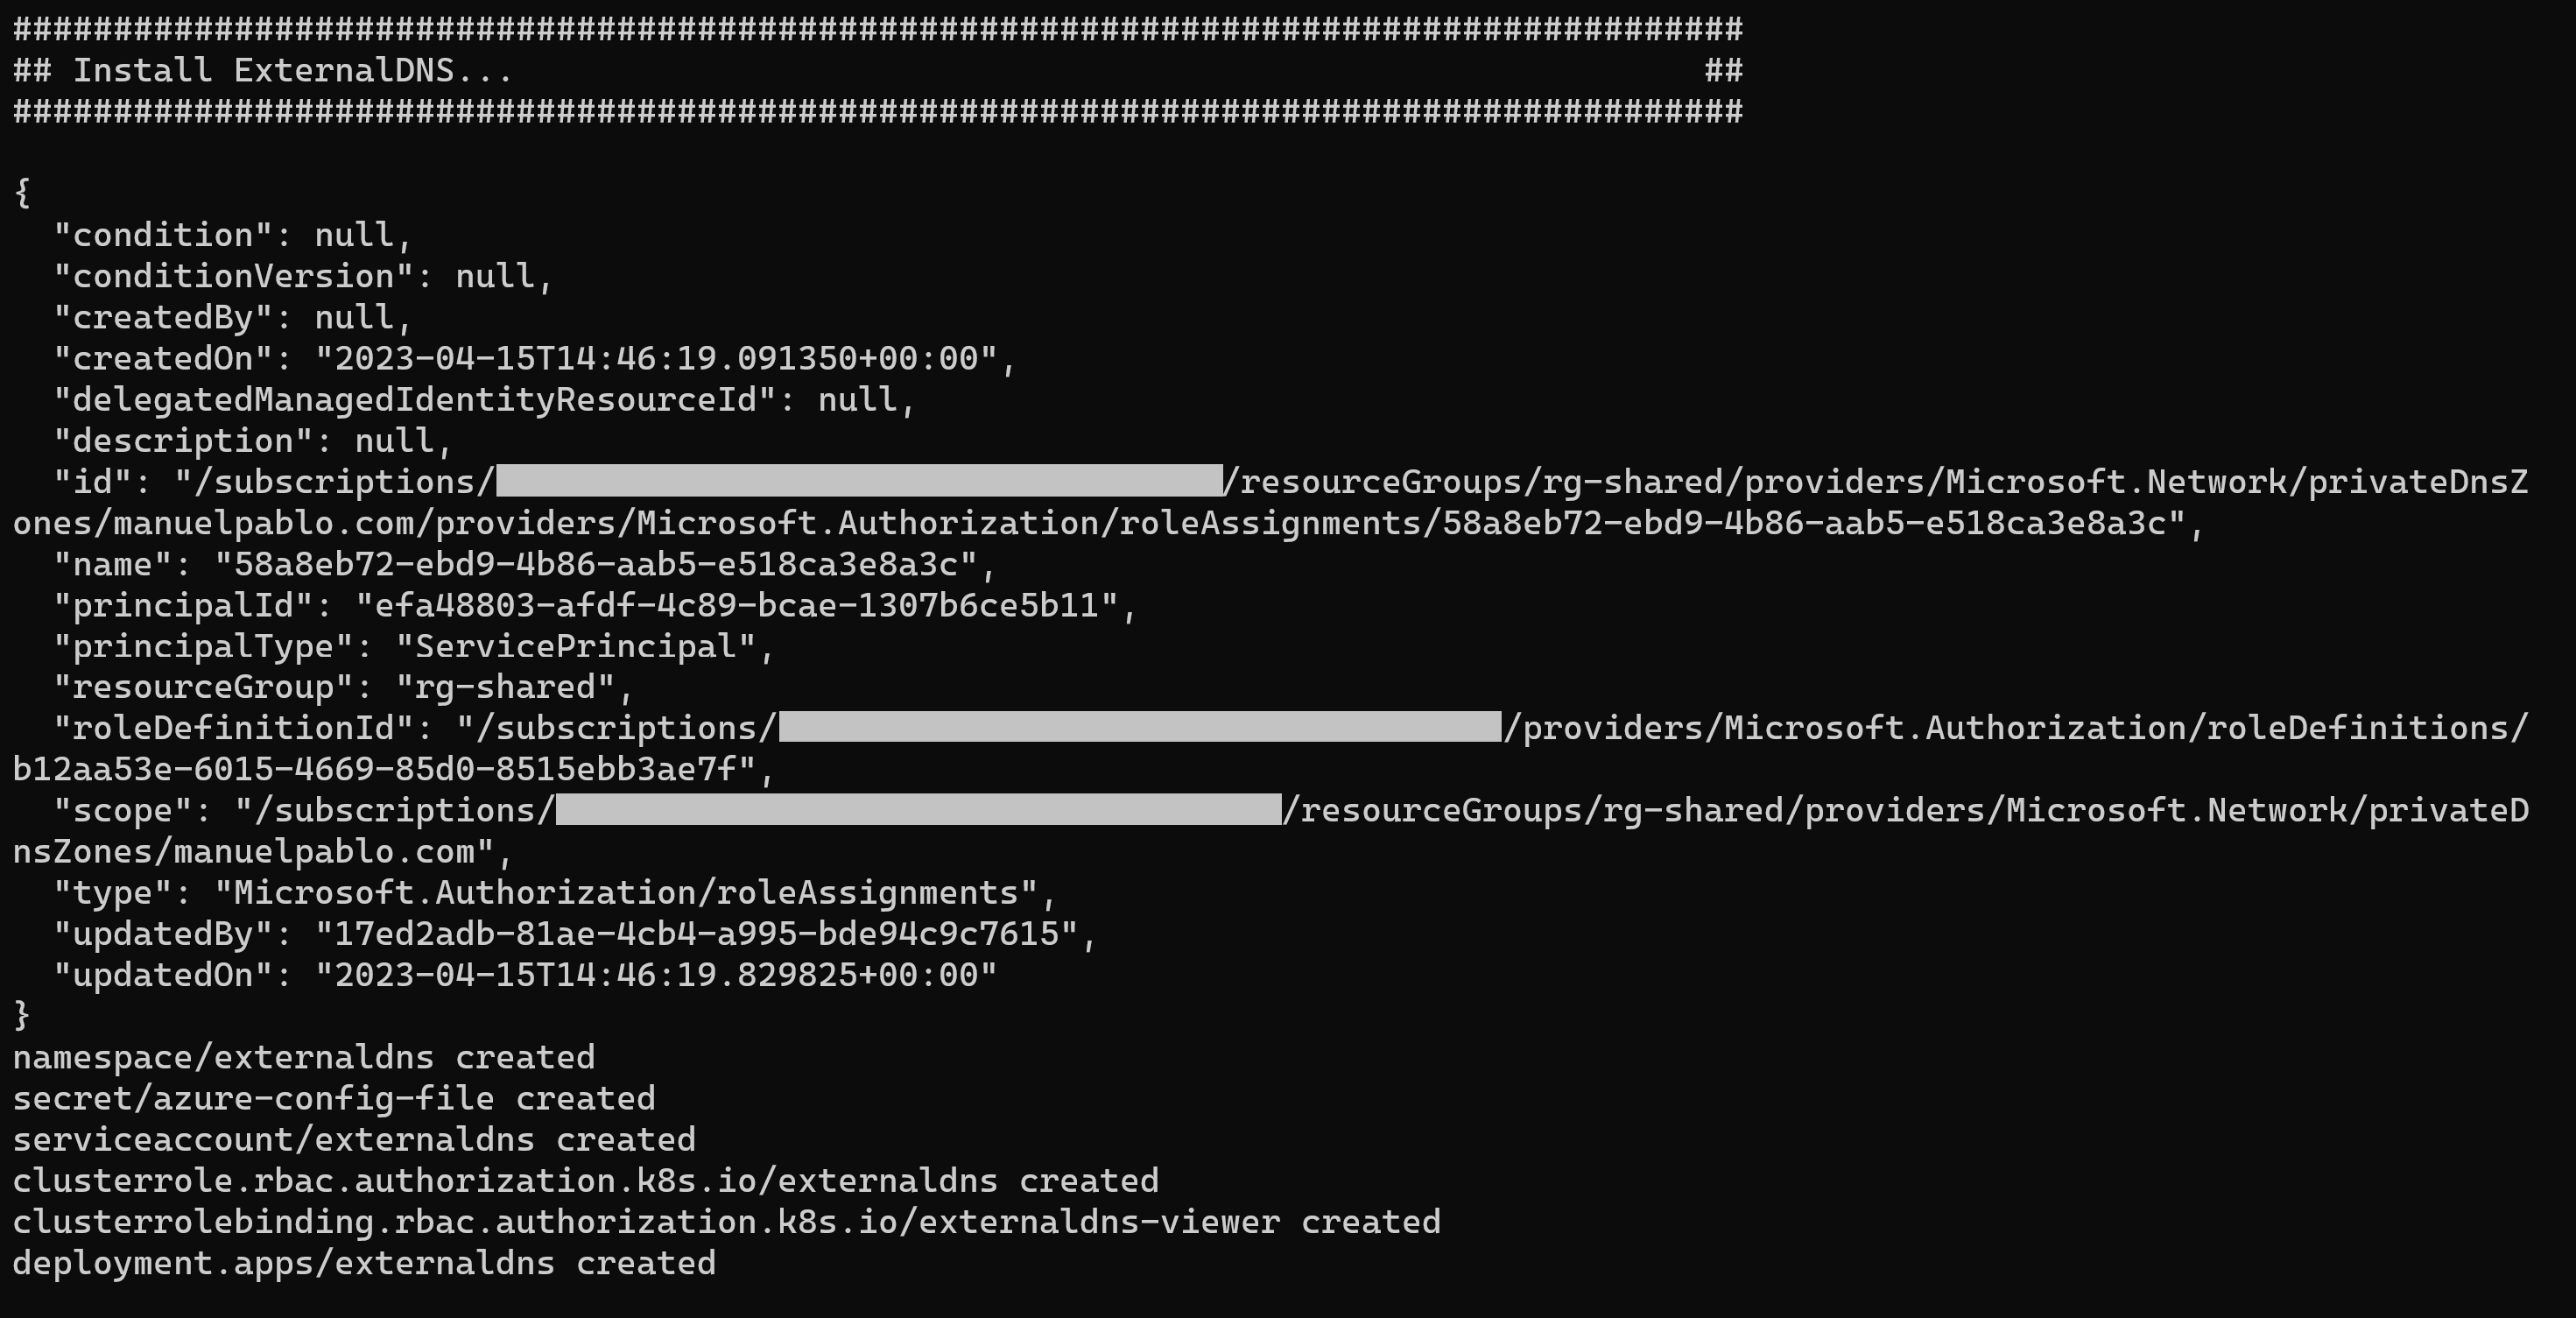 ######################################################################################
## Install ExternalDNS...                                                           ##
######################################################################################
{
  "condition": null,
  "conditionVersion": null,
  "createdBy": null,
  "createdOn": "2023-04-15T14:46:19.091350+00:00",
  "delegatedManagedIdentityResourceId": null,
  "description": null,
  "id": "/subscriptions/ /resourceGroups/rg-shared/providers/Microsoft.Network/privateDnsZ
ones/manuelpablo.com/providers/Microsoft.Authorization/roleAssignments/58a8eb72-ebd9-4b86-aab5-e518ca3e8a3c",
  "name": "58a8eb72-ebd9-4b86-aab5-e518ca3e8a3c",
  "principalId": "efa48803-afdf-4c89-bcae-1307b6ce5b11",
  "principalType": "ServicePrincipal",
  "resourceGroup": "rg-shared",
  "roleDefinitionId": "/subscriptions/ /providers/Microsoft.Authorization/roleDefinitions/
b12aa53e-6015-4669-85d0-8515ebb3ae7f",
  "scope": "/subscriptions/ /resourceGroups/rg-shared/providers/Microsoft.Network/privateD
nsZones/manuelpablo.com",
  "type": "Microsoft.Authorization/roleAssignments",
  "updatedBy": "17ed2adb-81ae-4cb4-a995-bde94c9c7615",
  "updatedOn": "2023-04-15T14:46:19.829825+00:00"
}
namespace/externaldns created
secret/azure-config-file created
serviceaccount/externaldns created
clusterrole.rbac.authorization.k8s.io/externaldns created
clusterrolebinding.rbac.authorization.k8s.io/externaldns-viewer created
deployment.apps/externaldns created